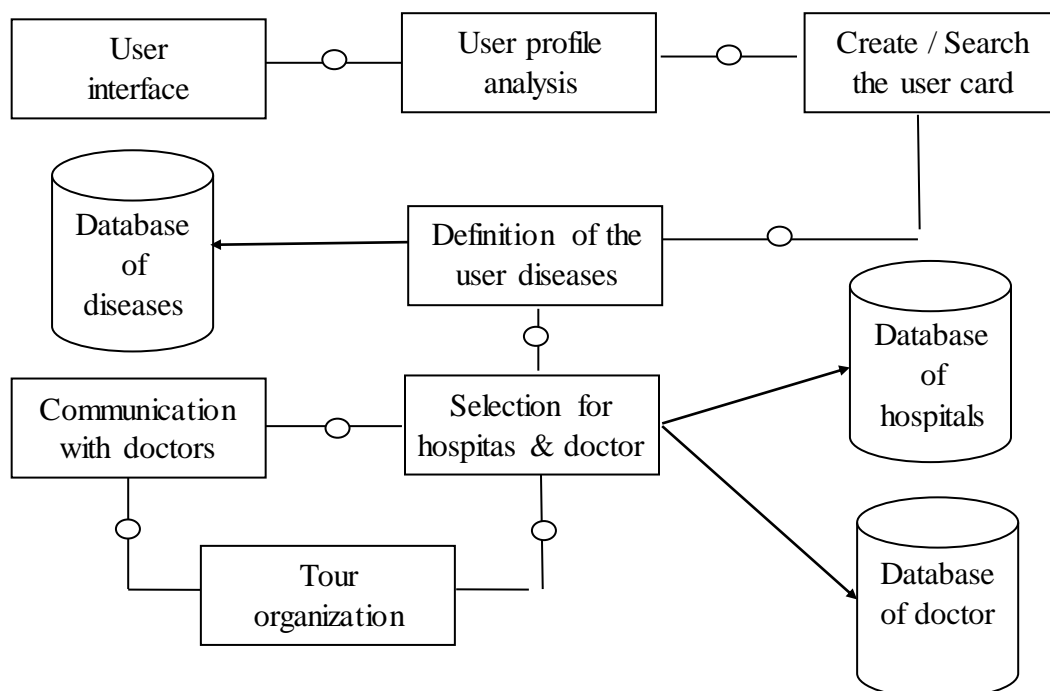 User
interface
User profile
analysis
Create / Search
the user card
Database
of
diseases
Definition of the
user diseases
Database
of
hospitals
Communication
with doctors
Selection for
hospitas & doctor
Tour
organization
Database
of doctor